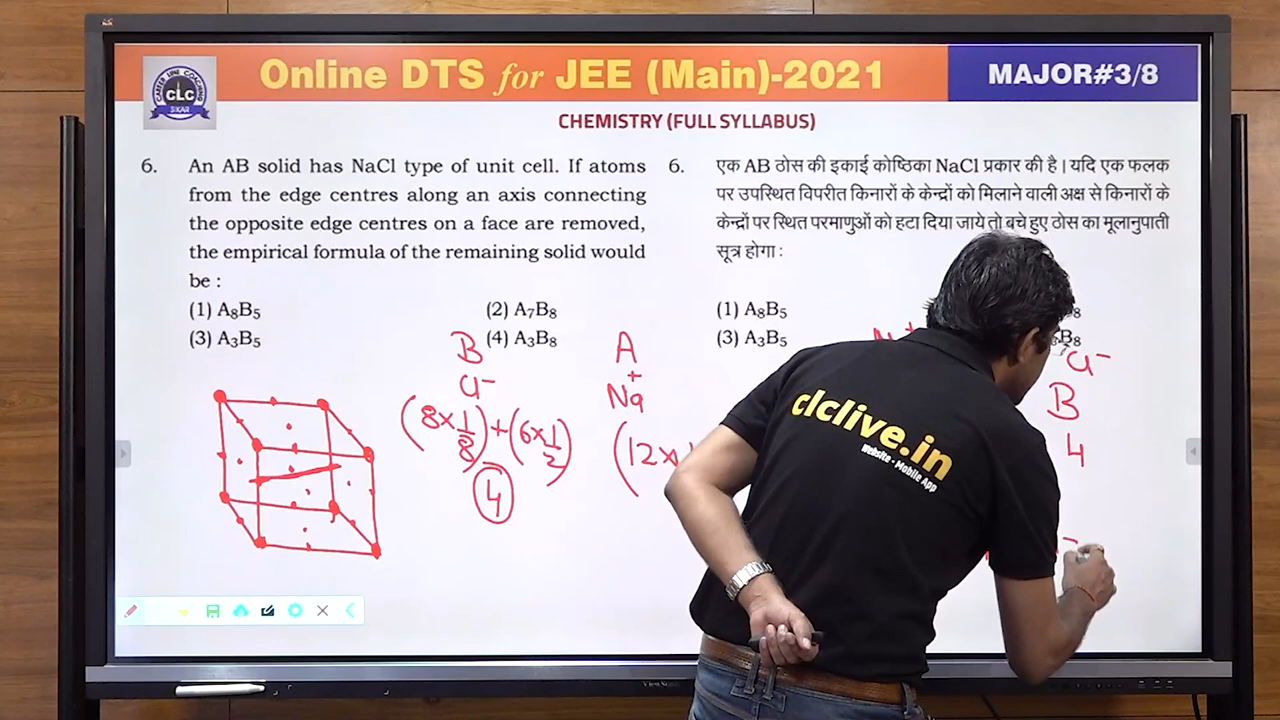 Online DTS for JEE (Main)-2021
MAJOR#3/8
CAREER LINE COACHING
CLC
SIKAR
CHEMISTRY (FULL SYLLABUS)
6. An AB solid has NaCl type of unit cell. If atoms
from the edge centres along an axis connecting
the opposite edge centres on a face are removed,
the empirical formula of the remaining solid would
be :
(1) A₈B₅ (2) A₇B₈
(3) A₃B₅ (4) A₃B₈
6. एक AB ठोस की इकाई कोष्ठिका NaCl प्रकार की है। यदि एक फलक
पर उपस्थित विपरीत किनारों के केन्द्रों को मिलाने वाली अक्ष से किनारों के
केन्द्रों पर स्थित परमाणुओं को हटा दिया जाये तो बचे हुए ठोस का मूलानुपाती
सूत्र होगा :
(1) A₈B₅
(3) A₃B₅
B A
Cl⁻ Na⁺
(8×1/8)+(6×1/2) (12×
4
Cl⁻
B
4
clclive.in
Website - Mobile App
ViewSonic